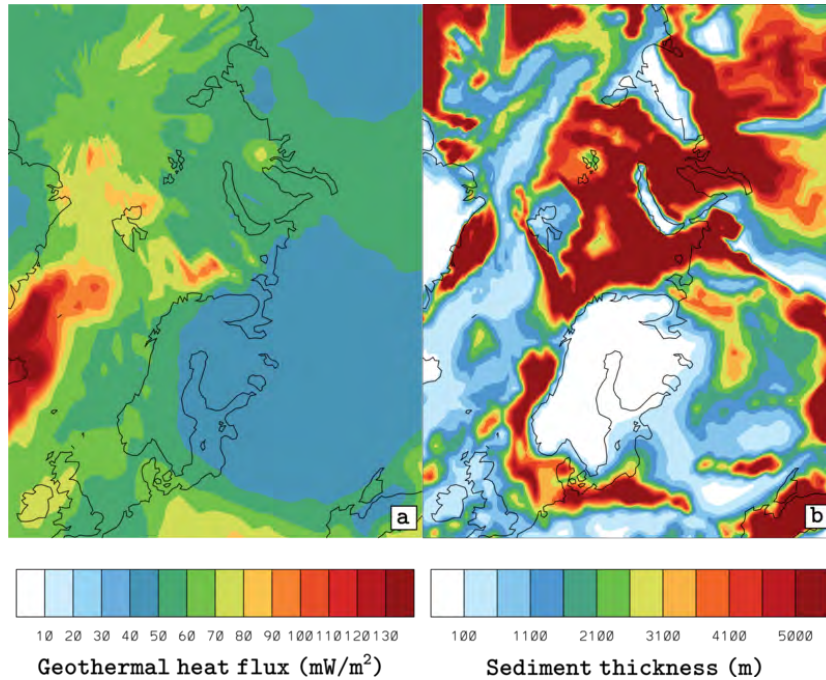 a
b
10 20 30 40 50 60 70 80 90 100 110 120 130
100 1100 2100 3100 4100 5000
Geothermal heat flux (mW/m²)
Sediment thickness (m)